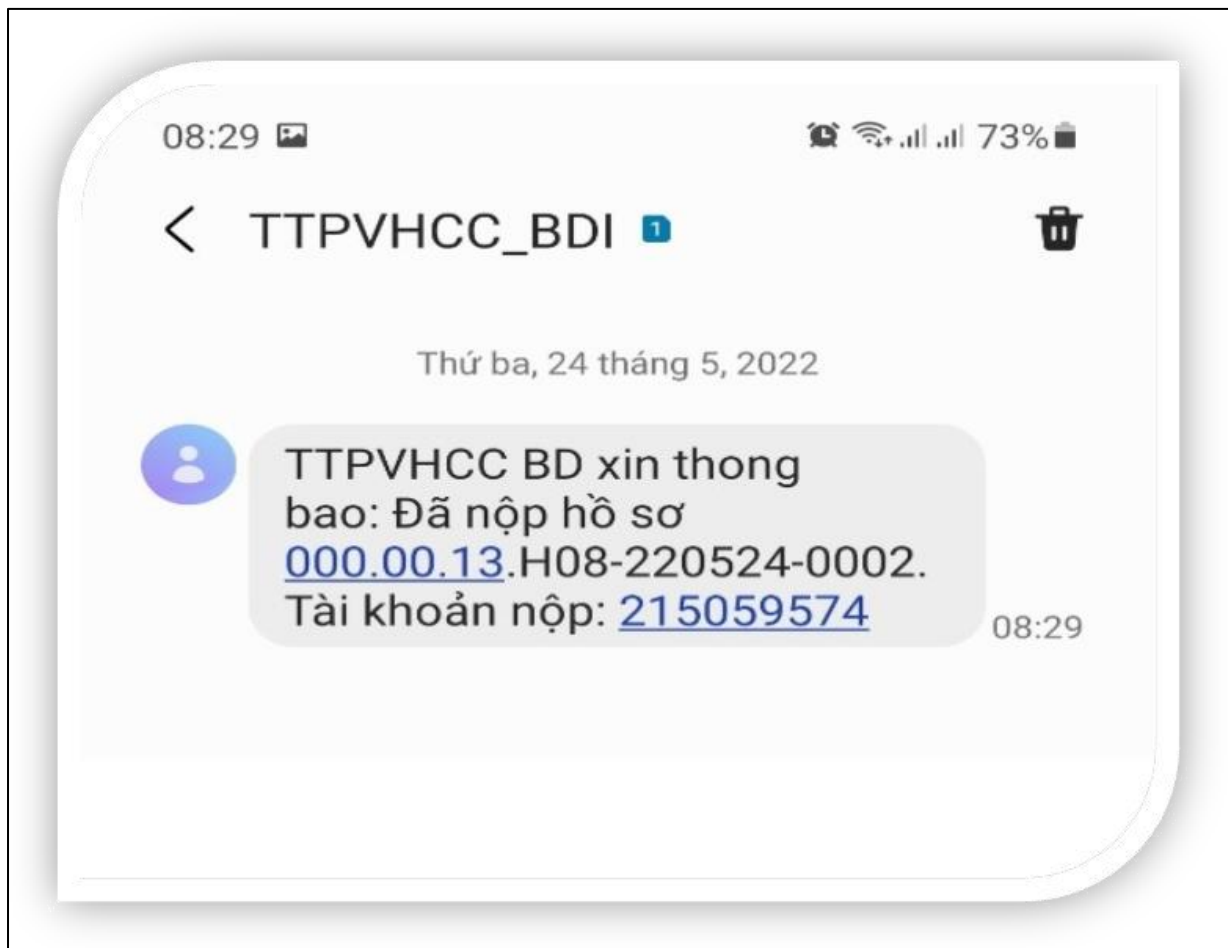 08:29 73%
TTPVHCC_BDI 1
Thứ ba, 24 tháng 5, 2022
TTPVHCC BD xin thong
bao: Đã nộp hồ sơ
000.00.13.H08-220524-0002.
Tài khoản nộp: 215059574
08:29